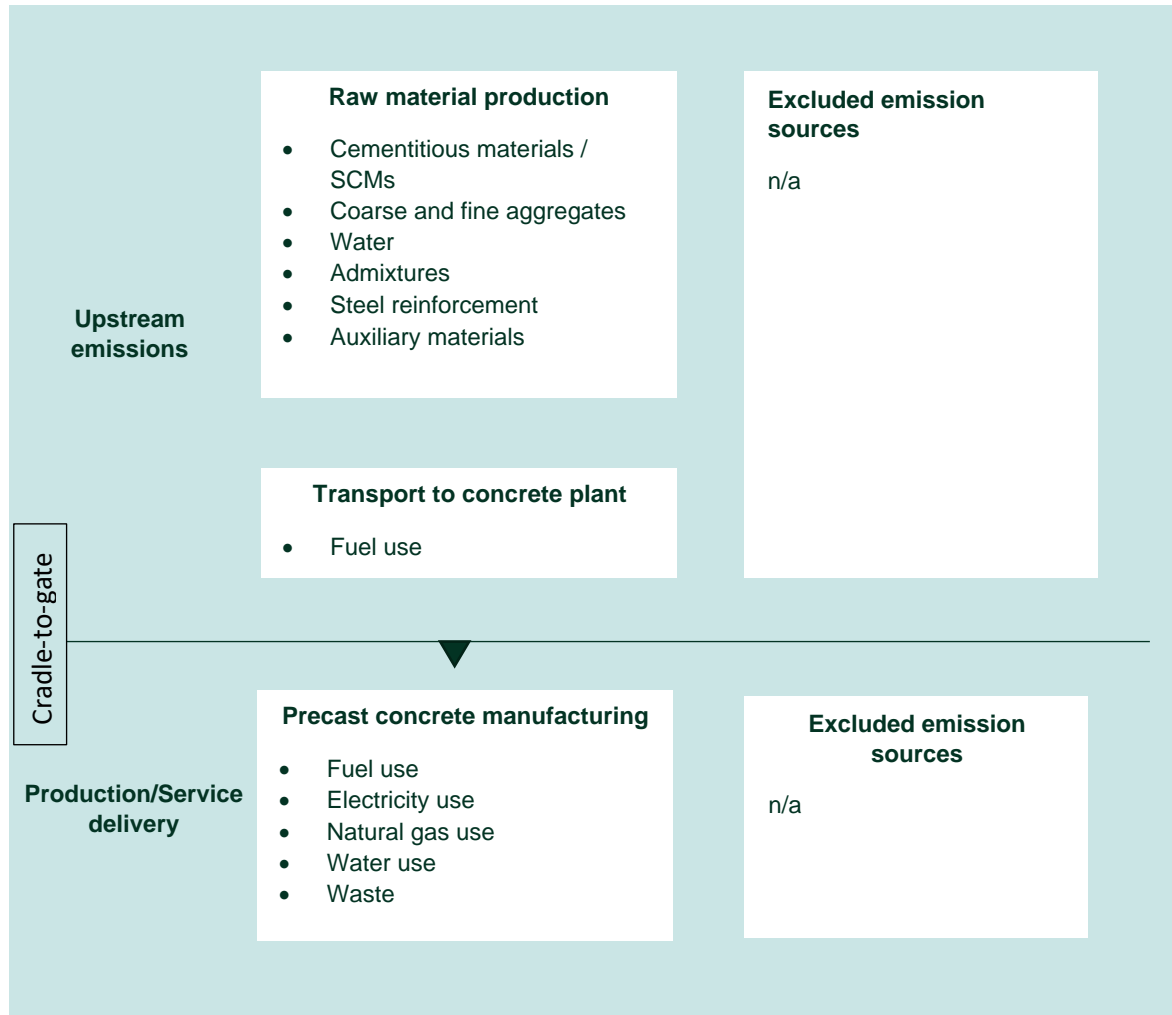 Raw material production
• Cementitious materials /
SCMs
• Coarse and fine aggregates
• Water
• Admixtures
• Steel reinforcement
• Auxiliary materials
Excluded emission
sources
n/a
Upstream
emissions
Transport to concrete plant
• Fuel use
Cradle-to-gate
Precast concrete manufacturing
• Fuel use
• Electricity use
• Natural gas use
• Water use
• Waste
Excluded emission
sources
n/a
Production/Service
delivery